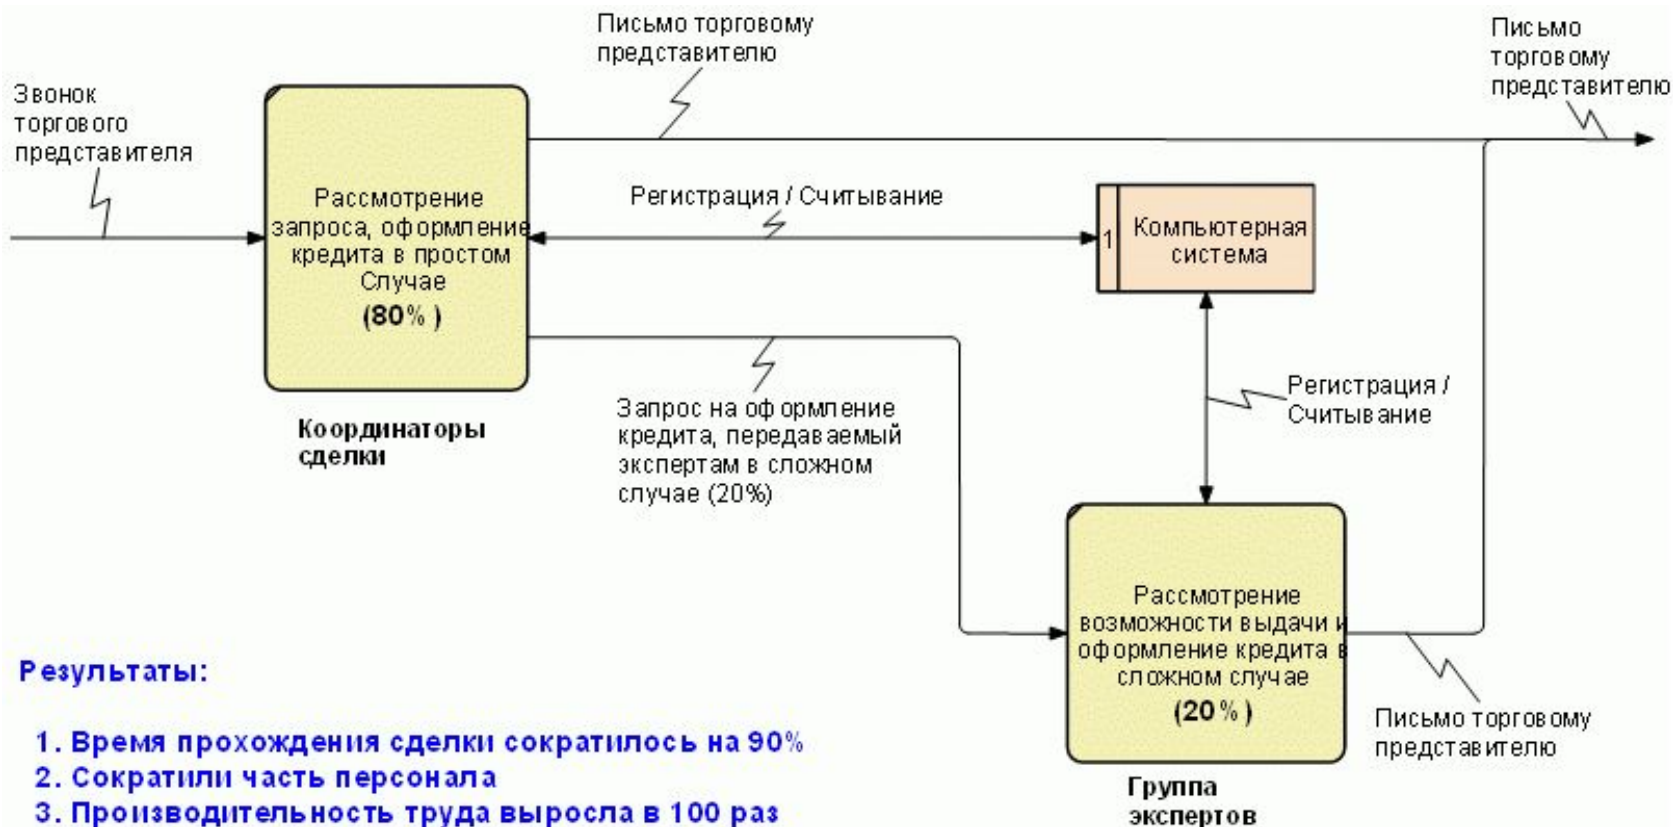 Письмо торговому
представителю
Письмо
торговому
представителю
Звонок
торгового
представителя
Рассмотрение
запроса, оформление
кредита в простом
Случае
(80% )
Регистрация / Считывание
1
Компьютерная
система
Координаторы
сделки
Запрос на оформление
кредита, передаваемый
экспертам в сложном
случае (20%)
Регистрация /
Считывание
Рассмотрение
возможности выдачи и
оформление кредита в
сложном случае
(20% )
Письмо торговому
представителю
Группа
экспертов
Результаты:
1. Время прохождения сделки сократилось на 90%
2. Сократили часть персонала
3. Производительность труда выросла в 100 раз